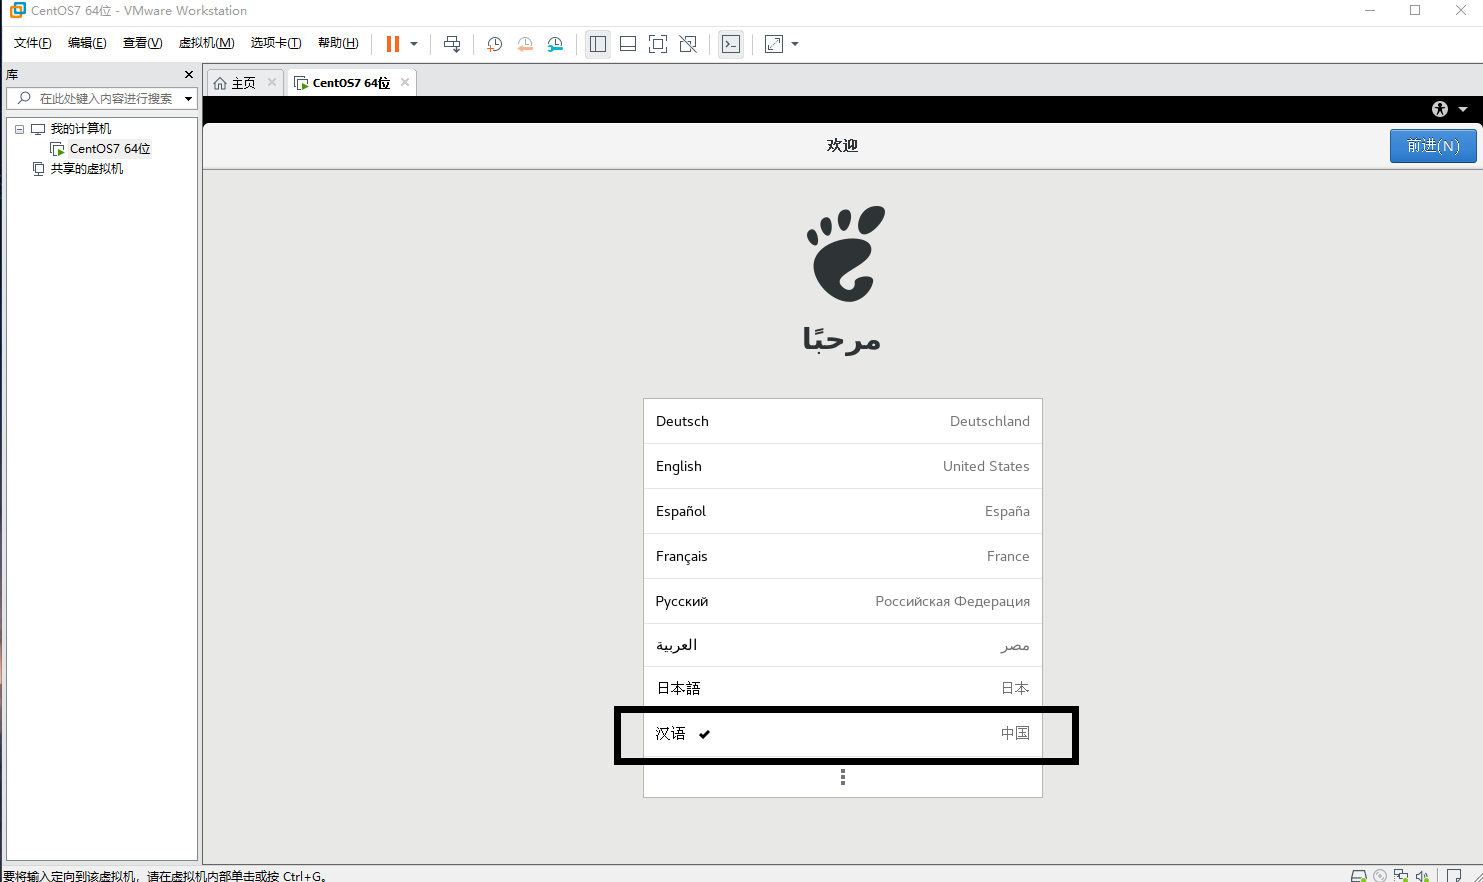 CentOS7 64位 - VMware Workstation
文件(F) 编辑(E) 查看(V) 虚拟机(M) 选项卡(T) 帮助(H)
库
在此处键入内容进行搜索
我的计算机
CentOS7 64位
共享的虚拟机
主页
CentOS7 64位
欢迎
前进(N)
مرحبًا
Deutsch Deutschland
English United States
Español España
Français France
Русский Российская Федерация
العربية مصر
日本語 日本
汉语 中国
要将输入定向到该虚拟机，请在虚拟机内部单击或按 Ctrl+G。